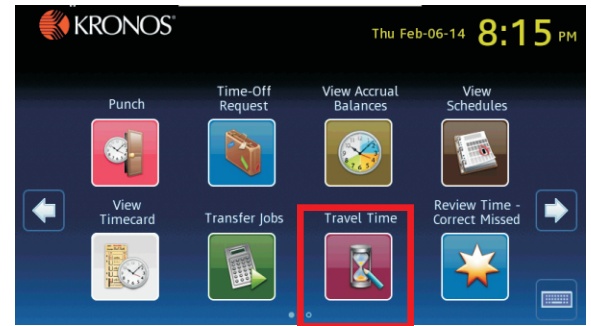 KRONOS®
Thu Feb-06-14 8:15 PM
Punch
Time-Off
Request
View Accrual
Balances
View
Schedules
View
Timecard
Transfer Jobs
Travel Time
Review Time -
Correct Missed